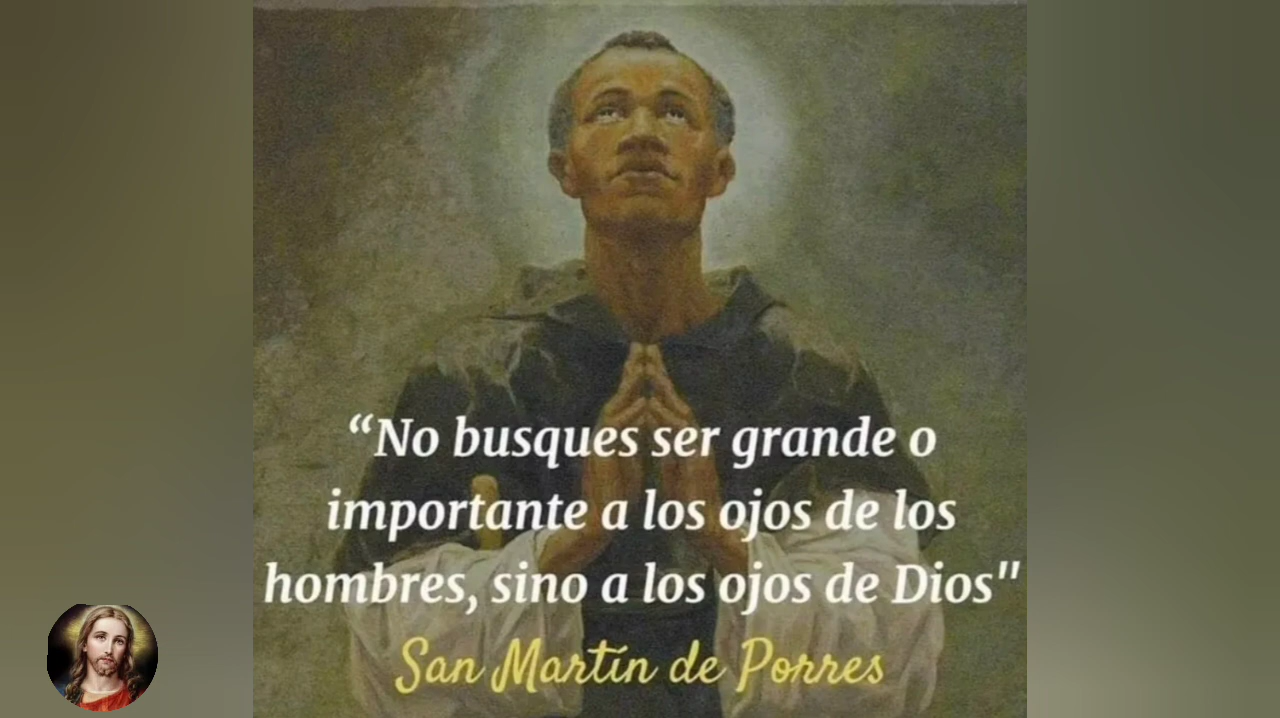 “No busques ser grande o
importante a los ojos de los
hombres, sino a los ojos de Dios"
San Martín de Porres